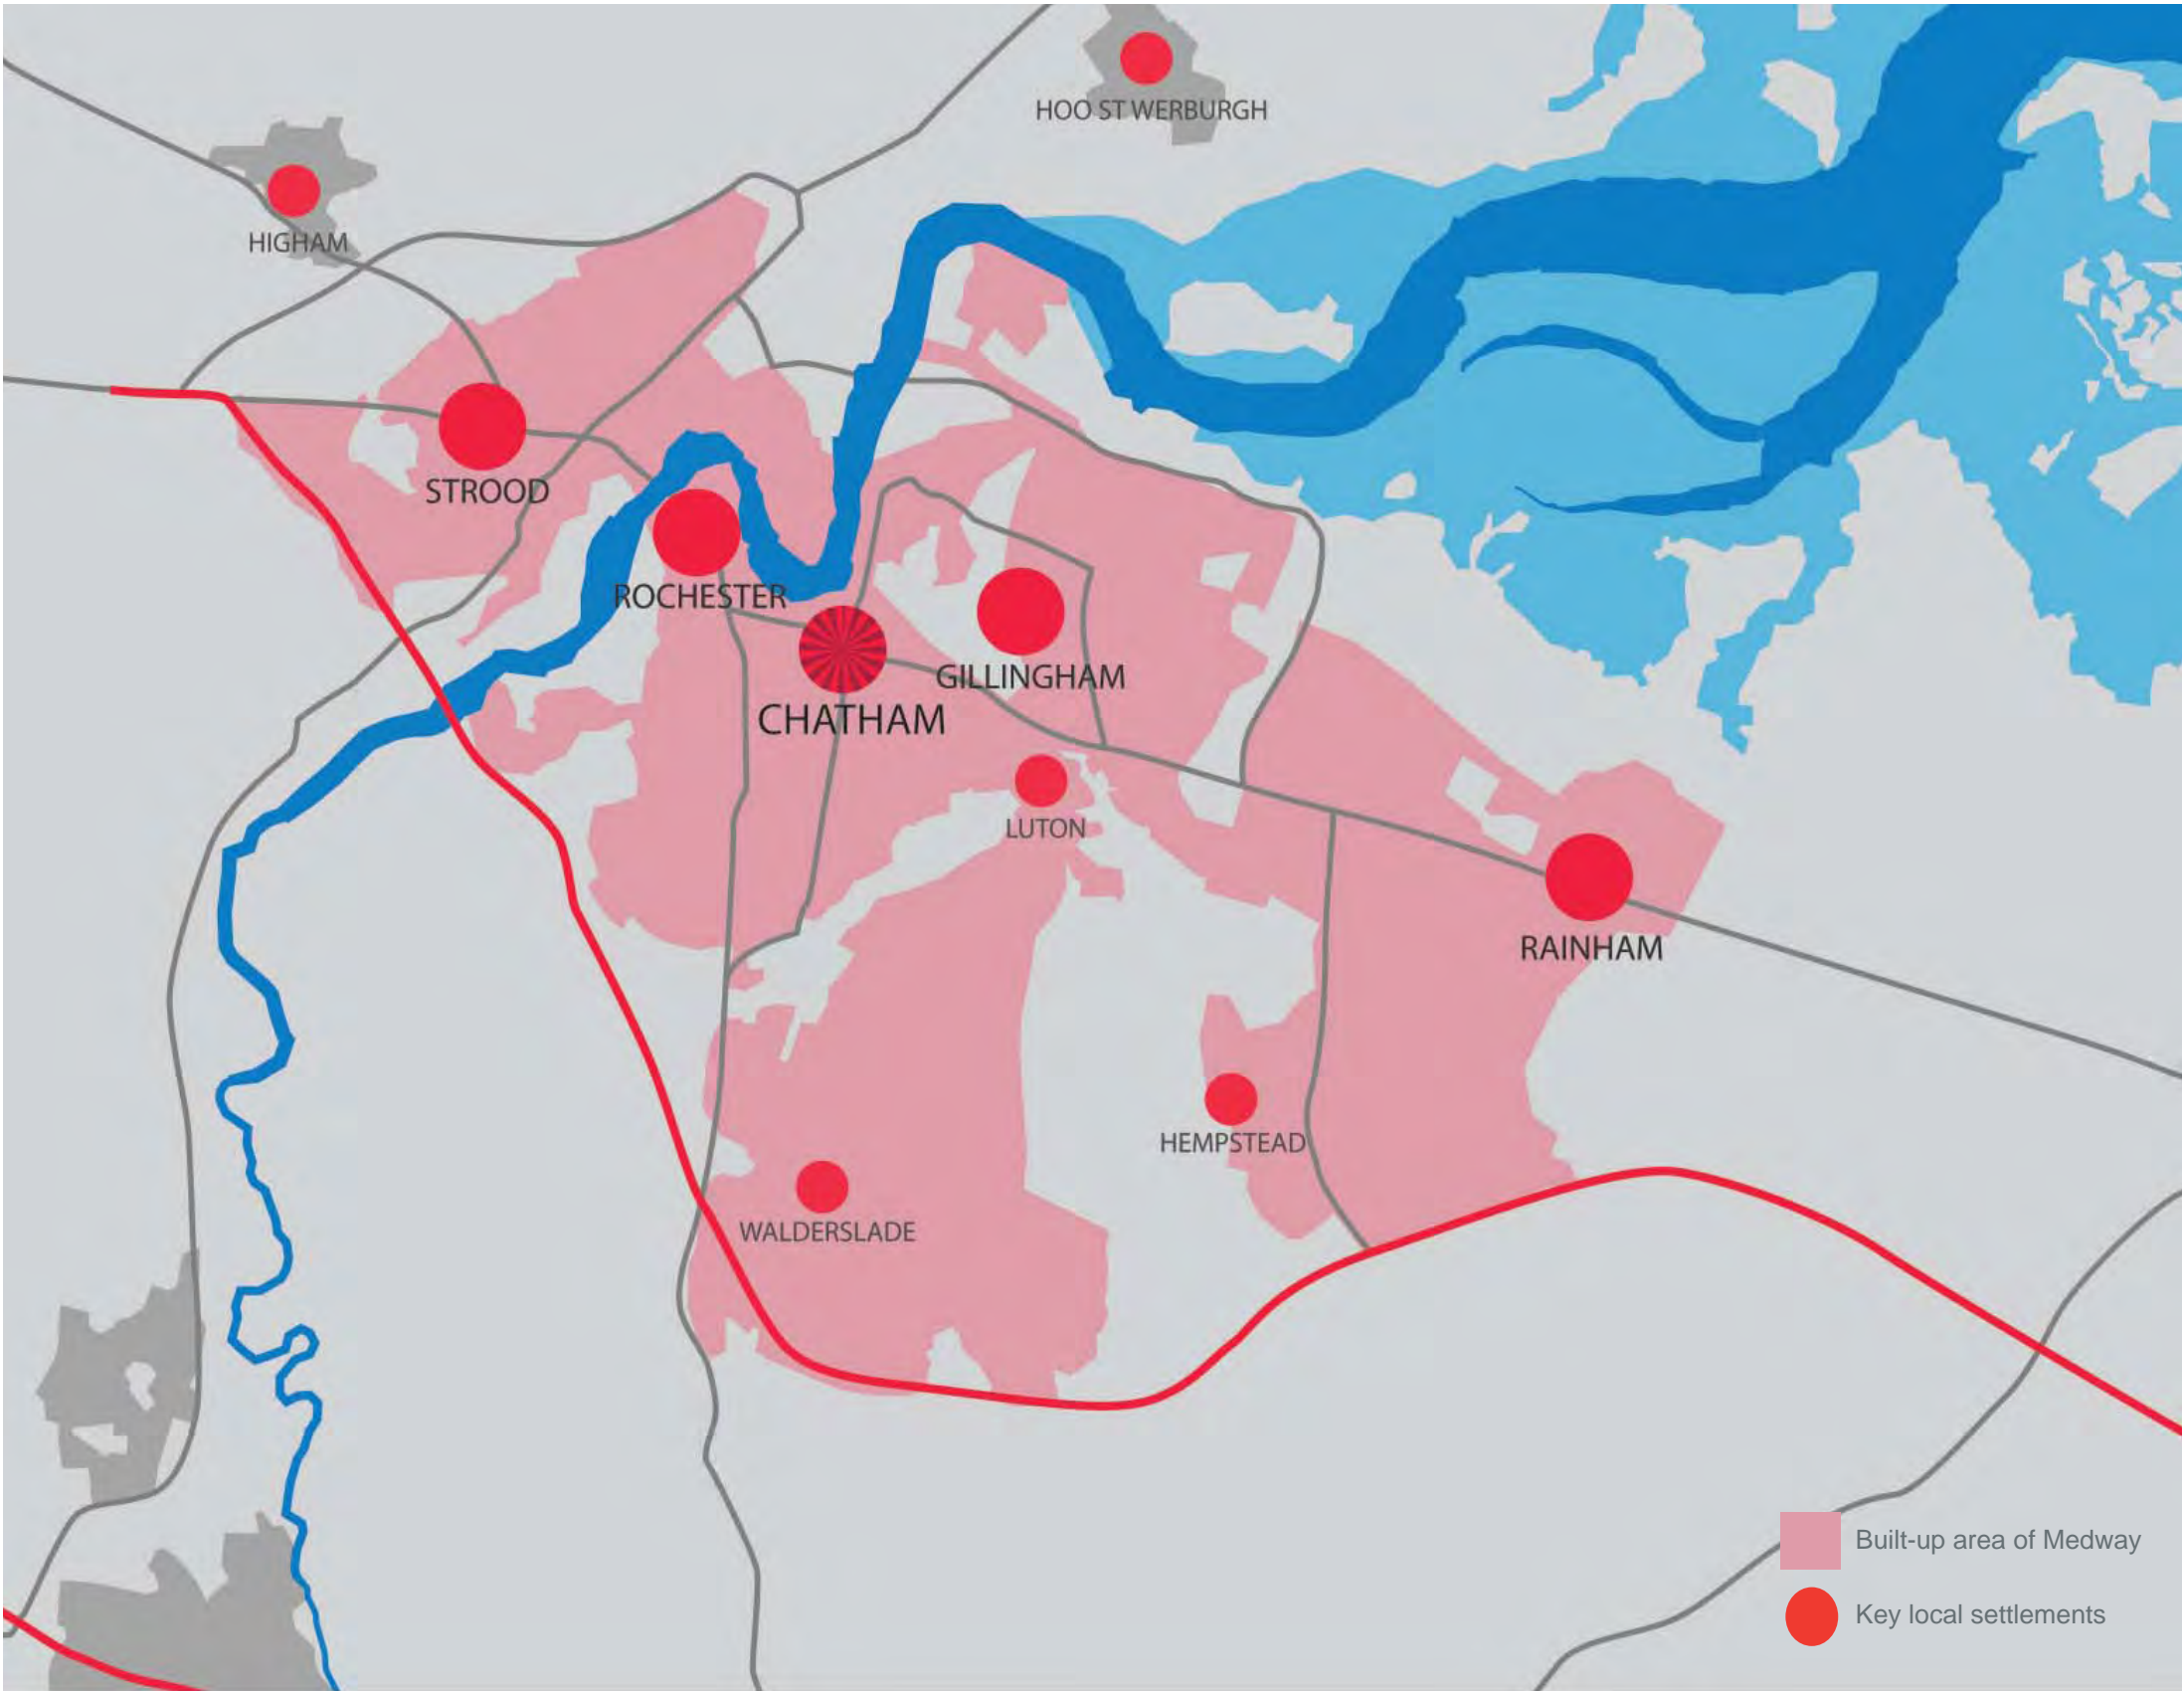 HOO ST WERBURGH
HIGHAM
STROOD
ROCHESTER
GILLINGHAM
CHATHAM
LUTON
RAINHAM
HEMPSTEAD
WALDERSLADE
Built-up area of Medway
Key local settlements